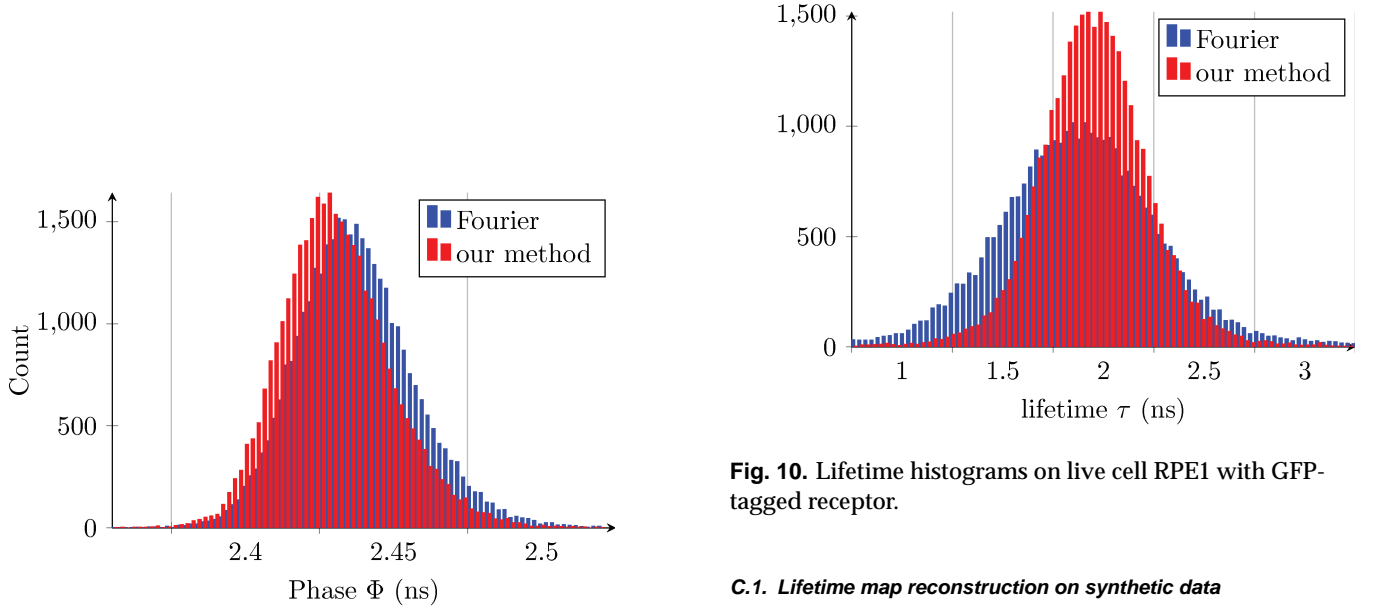 1,500
1,000
500
0
Count
2.4 2.45 2.5
Phase Φ (ns)
Fourier
our method
1,500
1,000
500
0
1 1.5 2 2.5 3
lifetime τ (ns)
Fourier
our method
Fig. 10. Lifetime histograms on live cell RPE1 with GFP-
tagged receptor.
C.1. Lifetime map reconstruction on synthetic data